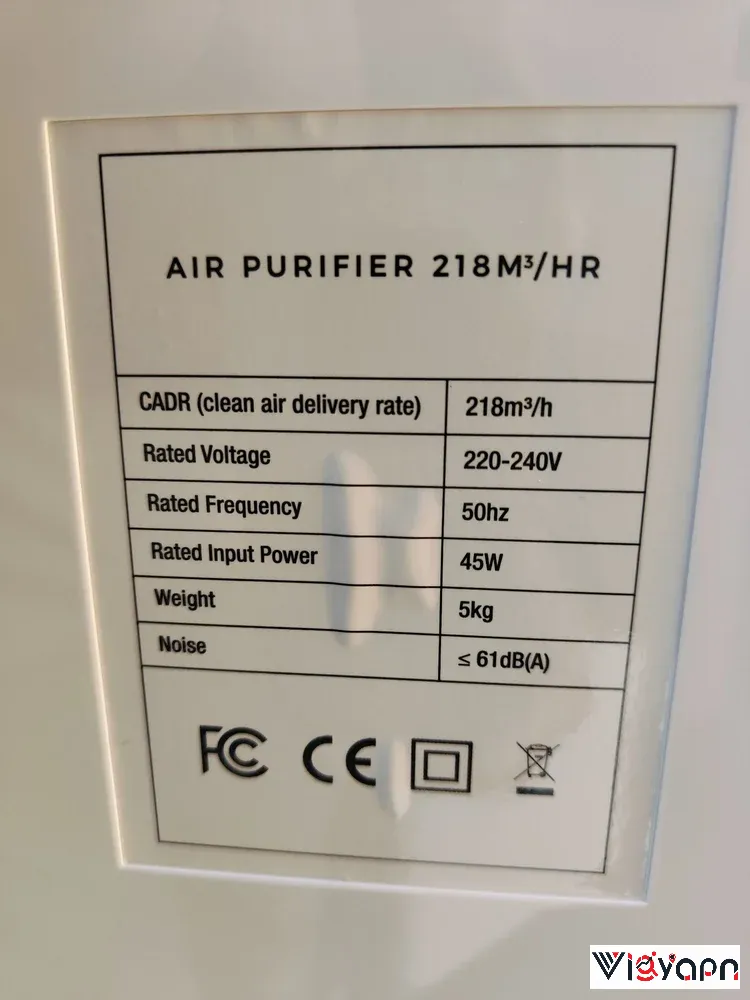 AIR PURIFIER 218M³/HR
CADR (clean air delivery rate) 218m³/h
Rated Voltage 220-240V
Rated Frequency 50hz
Rated Input Power 45W
Weight 5kg
Noise ≤ 61dB(A)
FC CE
Vigyapn